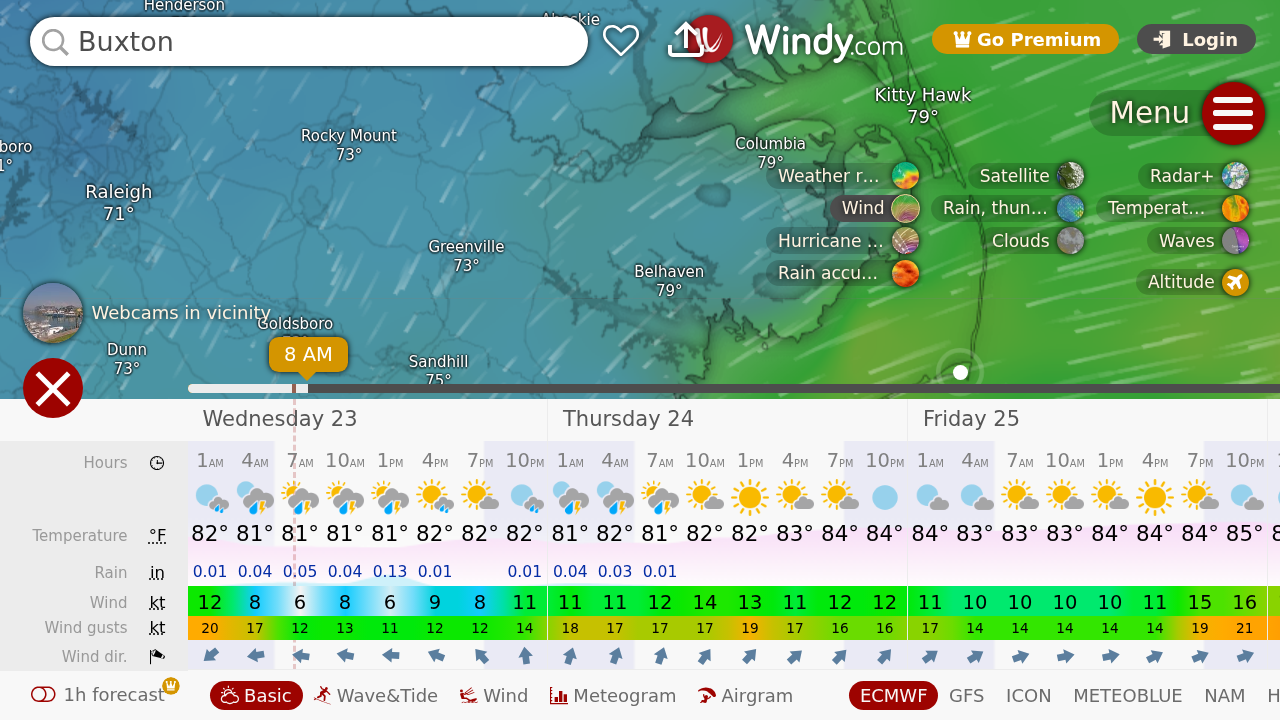 Henderson
Buxton
Windy.com
Go Premium
Login
Kitty Hawk
79°
Menu
Rocky Mount
73°
Columbia
79°
Raleigh
71°
Weather r…
Satellite
Radar+
Wind
Rain, thun…
Temperat…
Hurricane …
Clouds
Waves
Rain accu…
Altitude
Greenville
73°
Belhaven
79°
Webcams in vicinity
Goldsboro
Dunn
73°
8 AM
Sandhill
75°
Wednesday 23 Thursday 24 Friday 25
Hours 1AM 4AM 7AM 10AM 1PM 4PM 7PM 10PM 1AM 4AM 7AM 10AM 1PM 4PM 7PM 10PM 1AM 4AM 7AM 10AM 1PM 4PM 7PM 10PM
Temperature °F 82° 81° 81° 81° 81° 82° 82° 82° 81° 82° 81° 82° 82° 83° 84° 84° 84° 83° 83° 83° 84° 84° 84° 85°
Rain in 0.01 0.04 0.05 0.04 0.13 0.01 0.01 0.04 0.03 0.01
Wind kt 12 8 6 8 6 9 8 11 11 11 12 14 13 11 12 12 11 10 10 10 10 11 15 16
Wind gusts kt 20 17 12 13 11 12 12 14 18 17 17 17 19 17 16 16 17 14 14 14 14 14 19 21
Wind dir.
1h forecast Basic Wave&Tide Wind Meteogram Airgram ECMWF GFS ICON METEOBLUE NAM H